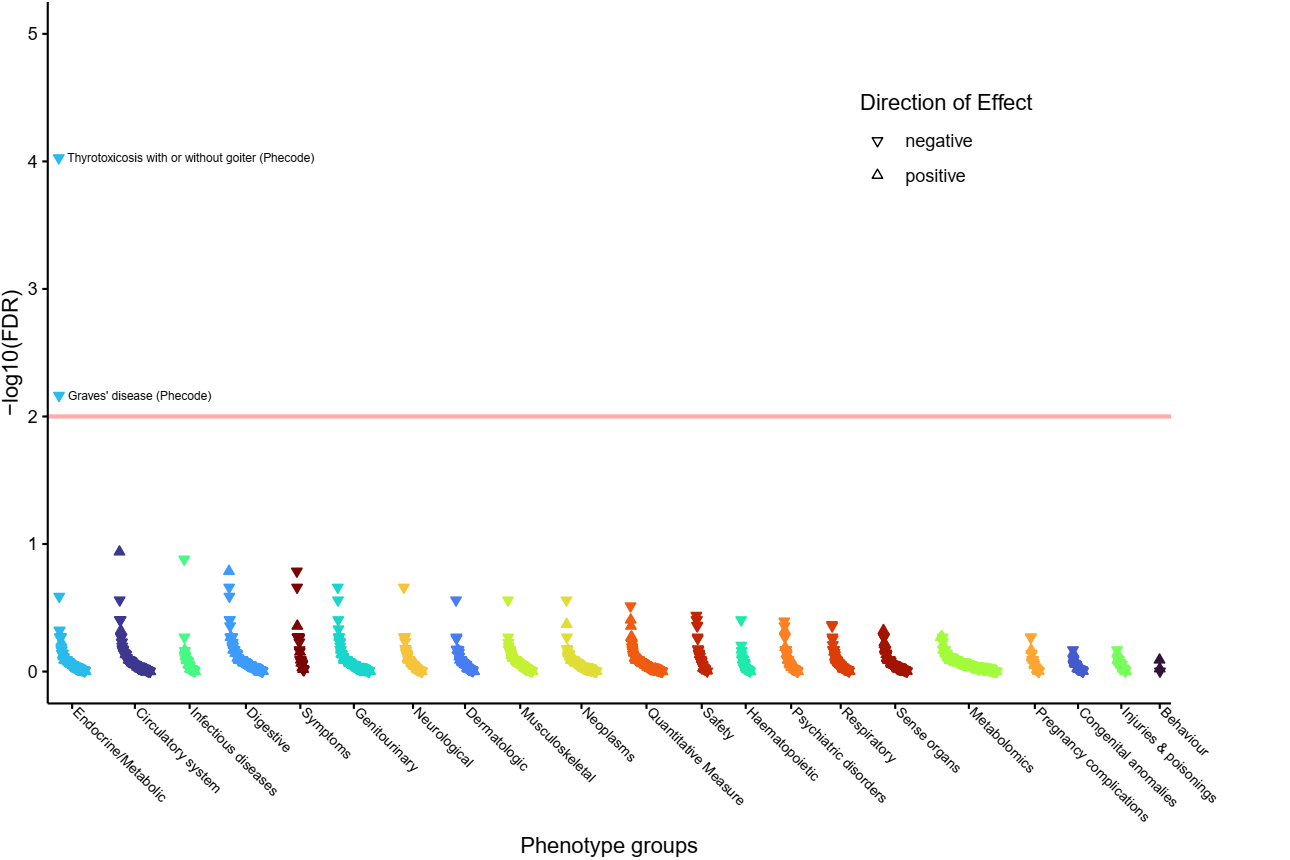 5
Direction of Effect
negative
positive
4
Thyrotoxicosis with or without goiter (Phecode)
3
−log10(FDR)
Graves' disease (Phecode)
2
1
0
Endocrine/Metabolic
Circulatory system
Infectious diseases
Digestive
Symptoms
Genitourinary
Neurological
Dermatologic
Musculoskeletal
Neoplasms
Quantitative Measure
Safety
Haematopoietic
Psychiatric disorders
Respiratory
Sense organs
Metabolomics
Pregnancy complications
Congenital anomalies
Injuries & poisonings
Behaviour
Phenotype groups